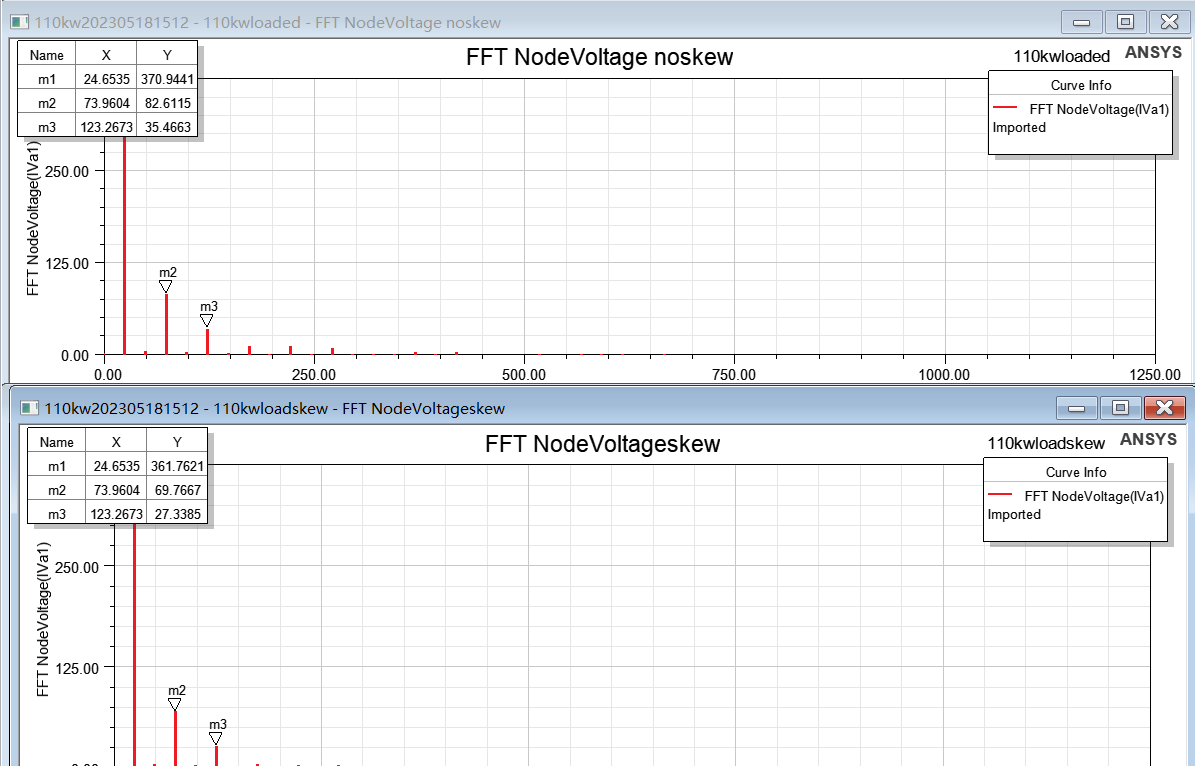 110kw202305181512 - 110kwloaded - FFT NodeVoltage noskew
FFT NodeVoltage noskew
110kwloaded ANSYS
Name X Y
m1 24.6535 370.9441
m2 73.9604 82.6115
m3 123.2673 35.4663
Curve Info
FFT NodeVoltage(IVa1)
Imported
FFT NodeVoltage(IVa1)
250.00
125.00
0.00
m2
m3
0.00 250.00 500.00 750.00 1000.00 1250.00
110kw202305181512 - 110kwloadskew - FFT NodeVoltageskew
FFT NodeVoltageskew
110kwloadskew ANSYS
Name X Y
m1 24.6535 361.7621
m2 73.9604 69.7667
m3 123.2673 27.3385
Curve Info
FFT NodeVoltage(IVa1)
Imported
FFT NodeVoltage(IVa1)
250.00
125.00
m2
m3